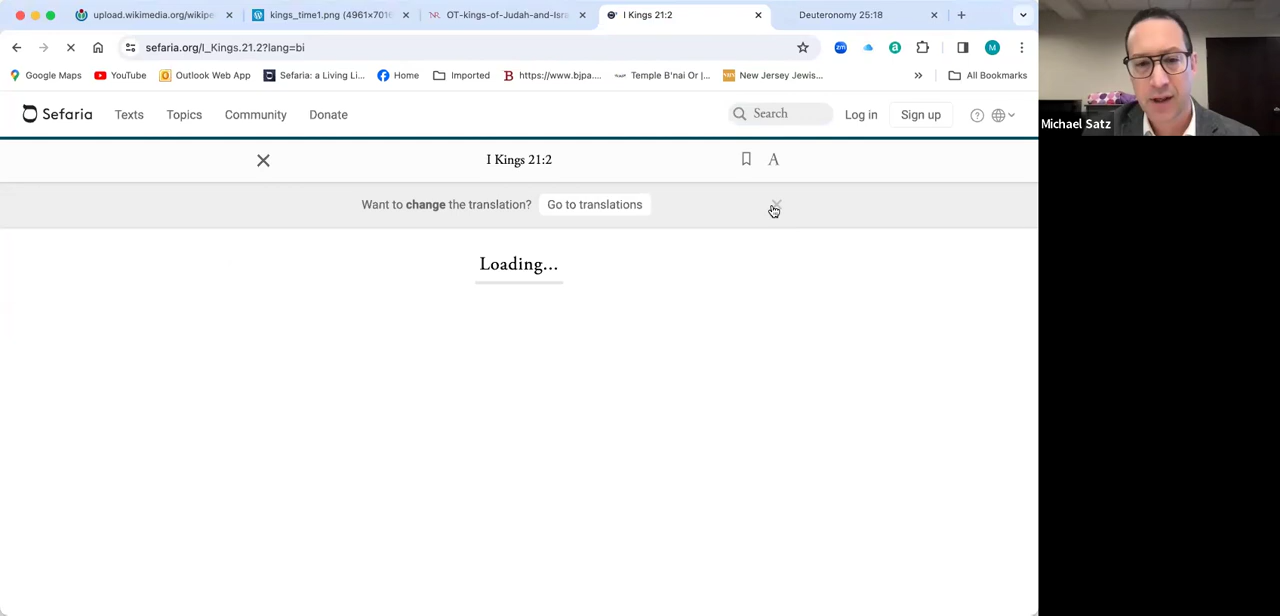 upload.wikimedia.org/wikipe
kings_time1.png (4961×7016
OT-kings-of-Judah-and-Isra
I Kings 21:2
Deuteronomy 25:18
sefaria.org/I_Kings.21.2?lang=bi
zm
a
M
Google Maps
YouTube
Outlook Web App
Sefaria: a Living Li...
Home
Imported
https://www.bjpa....
Temple B'nai Or |...
New Jersey Jewis...
All Bookmarks
Sefaria
Texts
Topics
Community
Donate
Search
Log in
Sign up
I Kings 21:2
A
Want to change the translation?
Go to translations
Loading...
Michael Satz